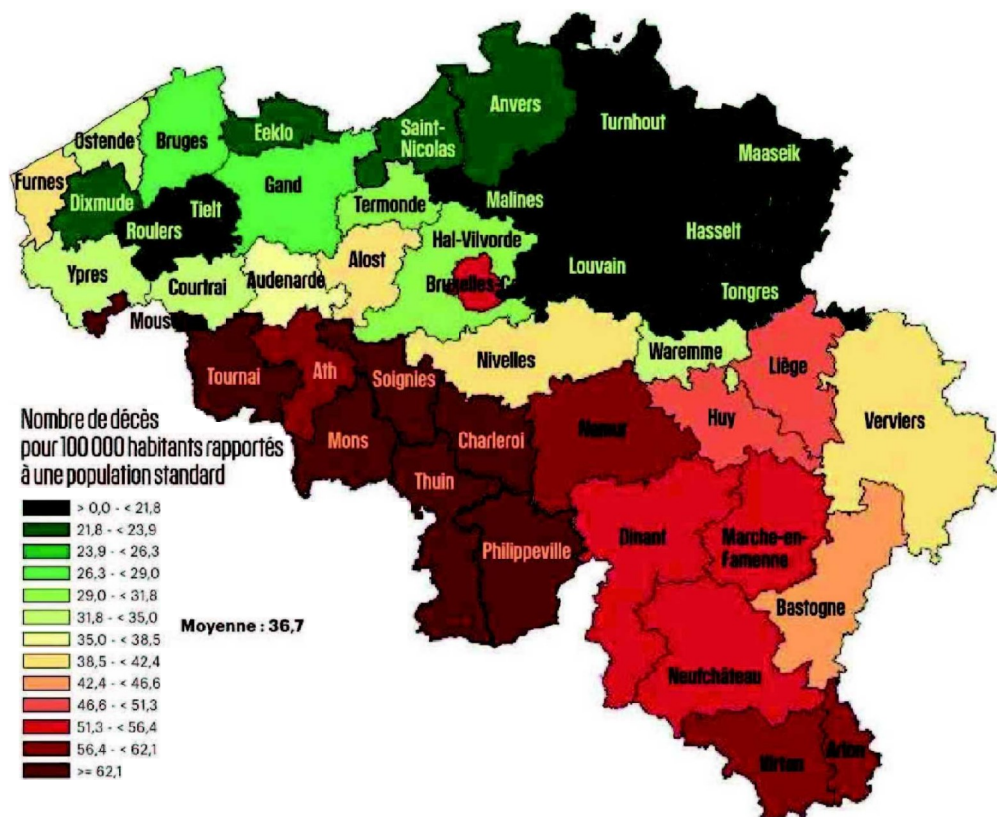 Anvers
Turnhout
Ostende
Bruges
Eeklo
Saint-
Nicolas
Maaseik
Furnes
Dixmude
Gand
Termonde
Malines
Tielt
Roulers
Hasselt
Hal-Vilvorde
Ypres
Courtrai
Audenarde
Alost
Bruxelles-C
Louvain
Tongres
Mous
Nivelles
Waremme
Liège
Tournai
Ath
Soignies
Huy
Verviers
Mons
Charleroi
Namur
Thuin
Philippeville
Dinant
Marche-en-
Famenne
Bastogne
Neufchâteau
Virton
Arlon
Nombre de décès
pour 100 000 habitants rapportés
à une population standard
> 0,0 - < 21,8
21,8 - < 23,9
23,9 - < 26,3
26,3 - < 29,0
29,0 - < 31,8
31,8 - < 35,0
35,0 - < 38,5
38,5 - < 42,4
42,4 - < 46,6
46,6 - < 51,3
51,3 - < 56,4
56,4 - < 62,1
>= 62,1
Moyenne : 36,7